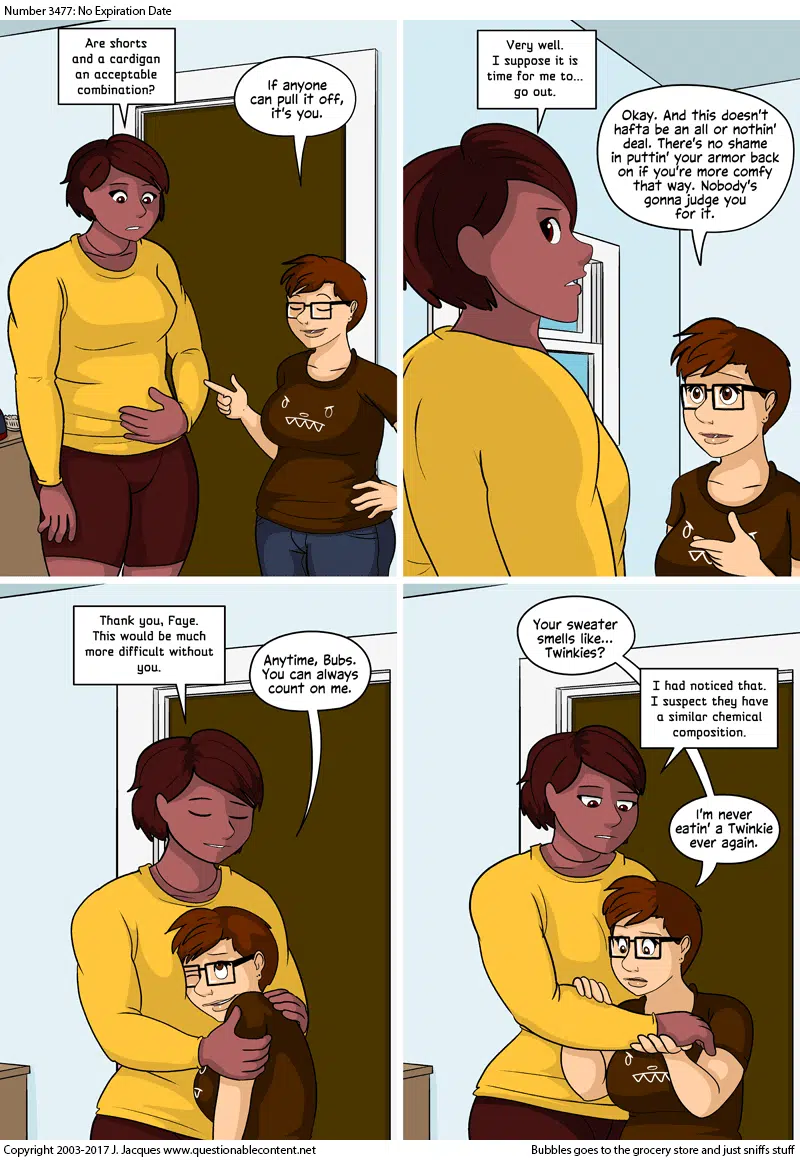 Number 3477: No Expiration Date
Are shorts
and a cardigan
an acceptable
combination?
If anyone
can pull it off,
it's you.
Very well.
I suppose it is
time for me to...
go out.
Okay. And this doesn't
hafta be an all or nothin'
deal. There's no shame
in puttin' your armor back
on if you're more comfy
that way. Nobody's
gonna judge you
for it.
Thank you, Faye.
This would be much
more difficult without
you.
Anytime, Bubs.
You can always
count on me.
Your sweater
smells like...
Twinkies?
I had noticed that.
I suspect they have
a similar chemical
composition.
I'm never
eatin' a Twinkie
ever again.
Copyright 2003-2017 J. Jacques www.questionablecontent.net
Bubbles goes to the grocery store and just sniffs stuff